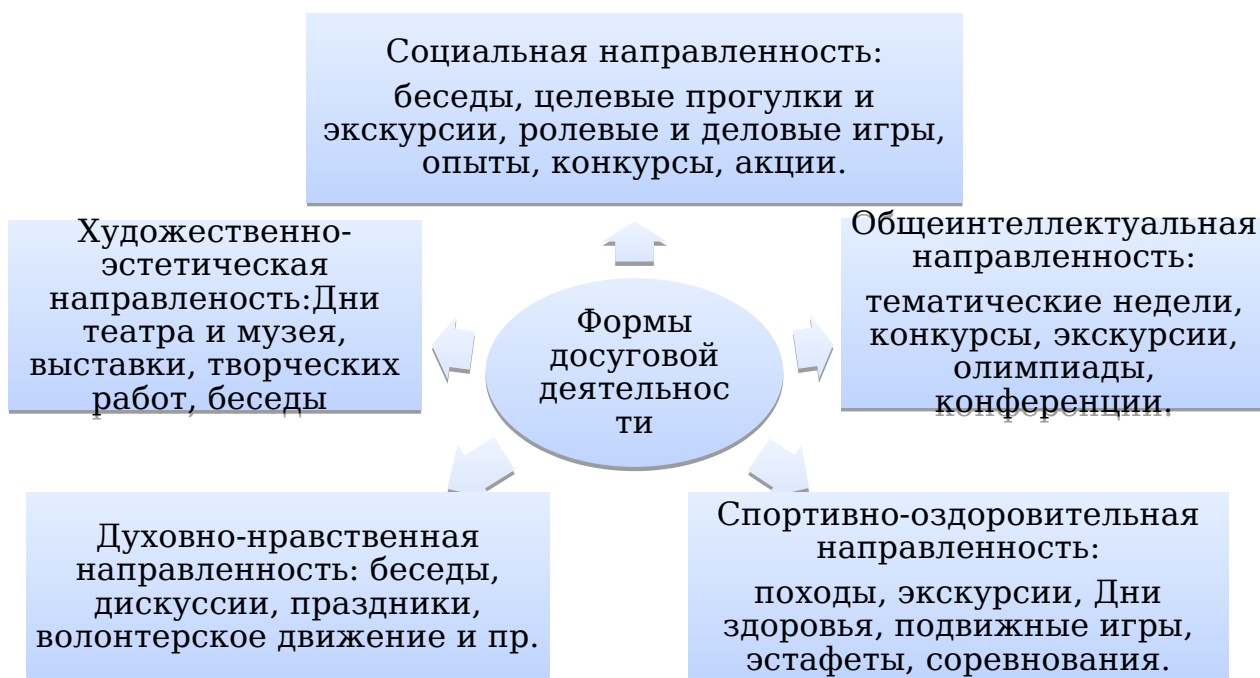 Социальная направленность:
беседы, целевые прогулки и
экскурсии, ролевые и деловые игры,
опыты, конкурсы, акции.
Художественно-
эстетическая
направленость:Дни
театра и музея,
выставки, творческих
работ, беседы
Формы
досуговой
деятельнос
ти
Общеинтеллектуальная
направленность:
тематические недели,
конкурсы, экскурсии,
олимпиады,
конференции.
Духовно-нравственная
направленность: беседы,
дискуссии, праздники,
волонтерское движение и пр.
Спортивно-оздоровительная
направленность:
походы, экскурсии, Дни
здоровья, подвижные игры,
эстафеты, соревнования.